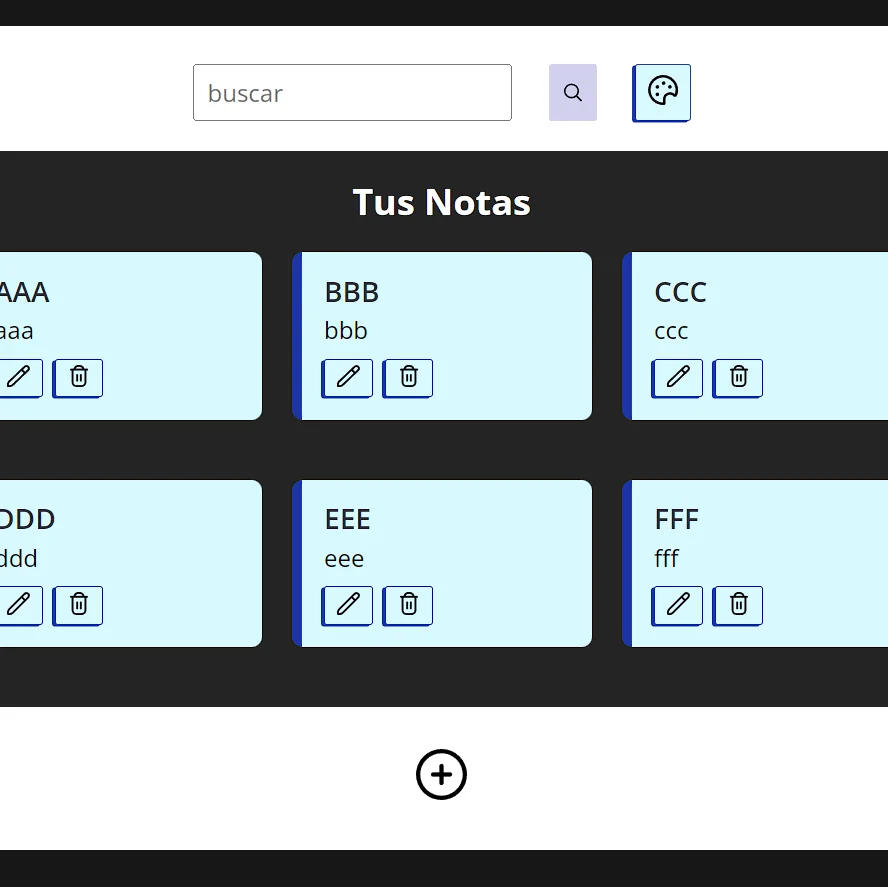 buscar
Tus Notas
AAA
aaa
BBB
bbb
CCC
ccc
DDD
ddd
EEE
eee
FFF
fff